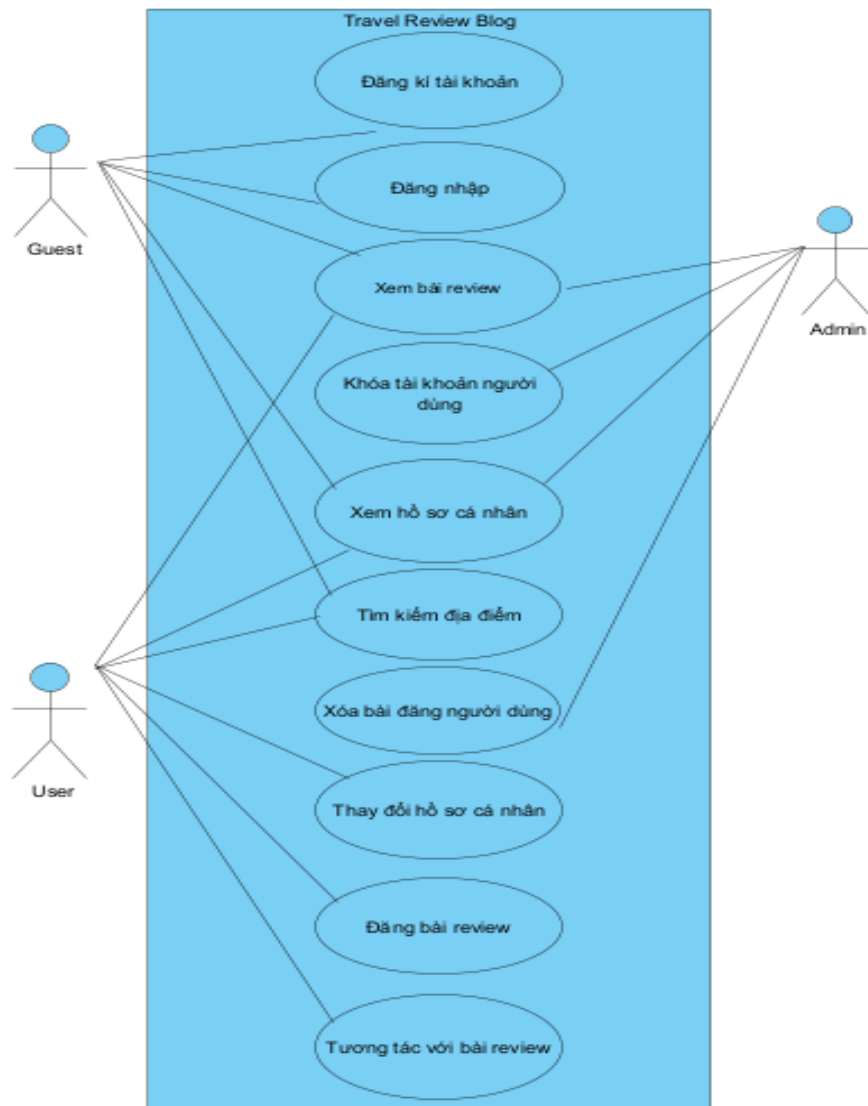 Travel Review Blog
Đăng kí tài khoản
Đăng nhập
Guest
Xem bài review
Admin
Khóa tài khoản người
dùng
Xem hồ sơ cá nhân
Tìm kiếm địa điểm
Xóa bài đăng người dùng
User
Thay đổi hồ sơ cá nhân
Đăng bài review
Tương tác với bài review